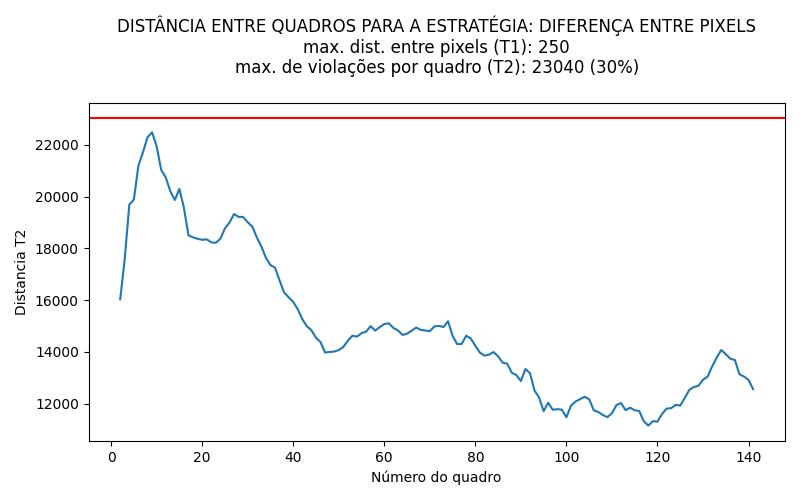 DISTÂNCIA ENTRE QUADROS PARA A ESTRATÉGIA: DIFERENÇA ENTRE PIXELS
max. dist. entre pixels (T1): 250
max. de violações por quadro (T2): 23040 (30%)
22000
20000
18000
16000
14000
12000
Distancia T2
0 20 40 60 80 100 120 140
Número do quadro